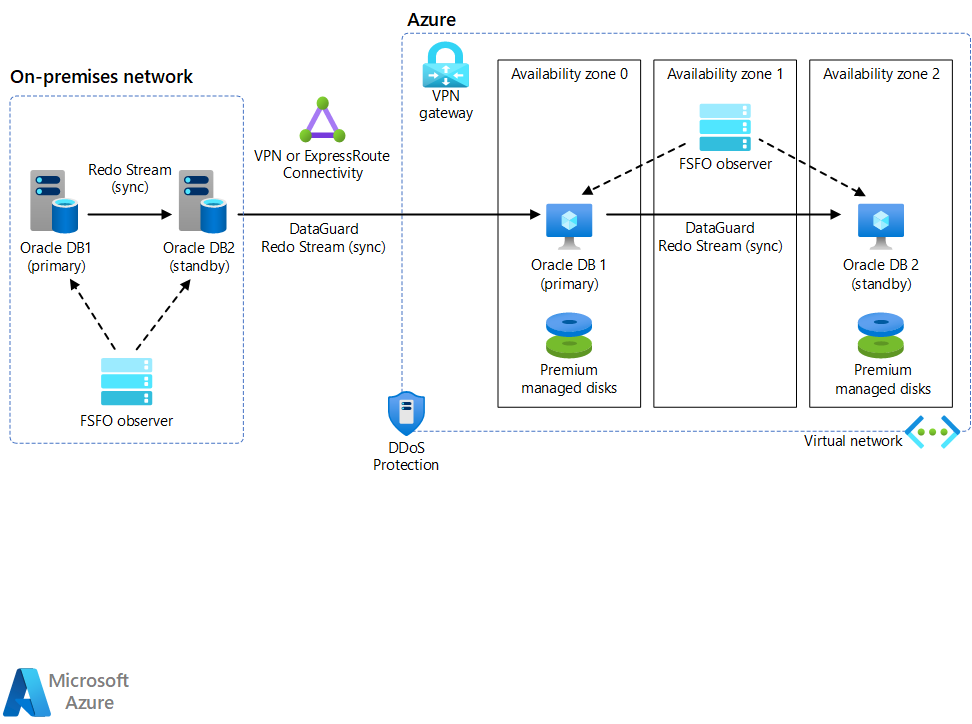 Azure
On-premises network
VPN
gateway
Availability zone 0
Availability zone 1
Availability zone 2
VPN or ExpressRoute
Connectivity
FSFO observer
Redo Stream
(sync)
Oracle DB1
(primary)
Oracle DB2
(standby)
DataGuard
Redo Stream (sync)
DataGuard
Redo Stream (sync)
Oracle DB 1
(primary)
Oracle DB 2
(standby)
Premium
managed disks
Premium
managed disks
FSFO observer
DDoS
Protection
Virtual network
Microsoft
Azure